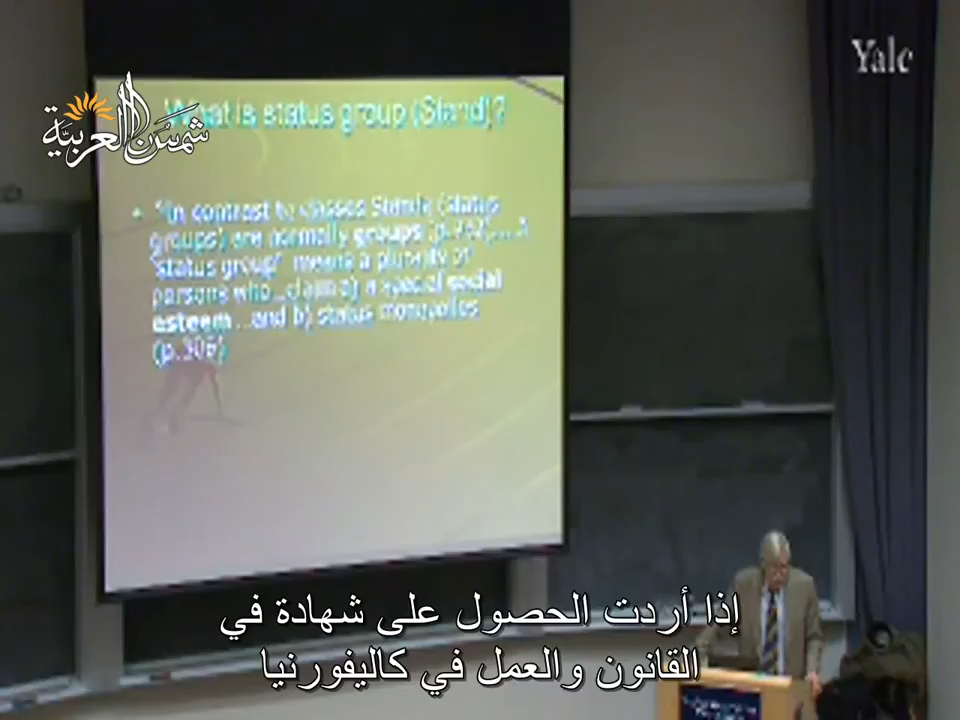 Yale
شمس العربية
What is status group (Stand)?
"In contrast to classes Stände (status
groups) are normally groups
"status group" means a plurality of
persons who...claim a) a special social
esteem...and b) status monopolies
(p.306)
إذا أردت الحصول على شهادة في
القانون والعمل في كاليفورنيا